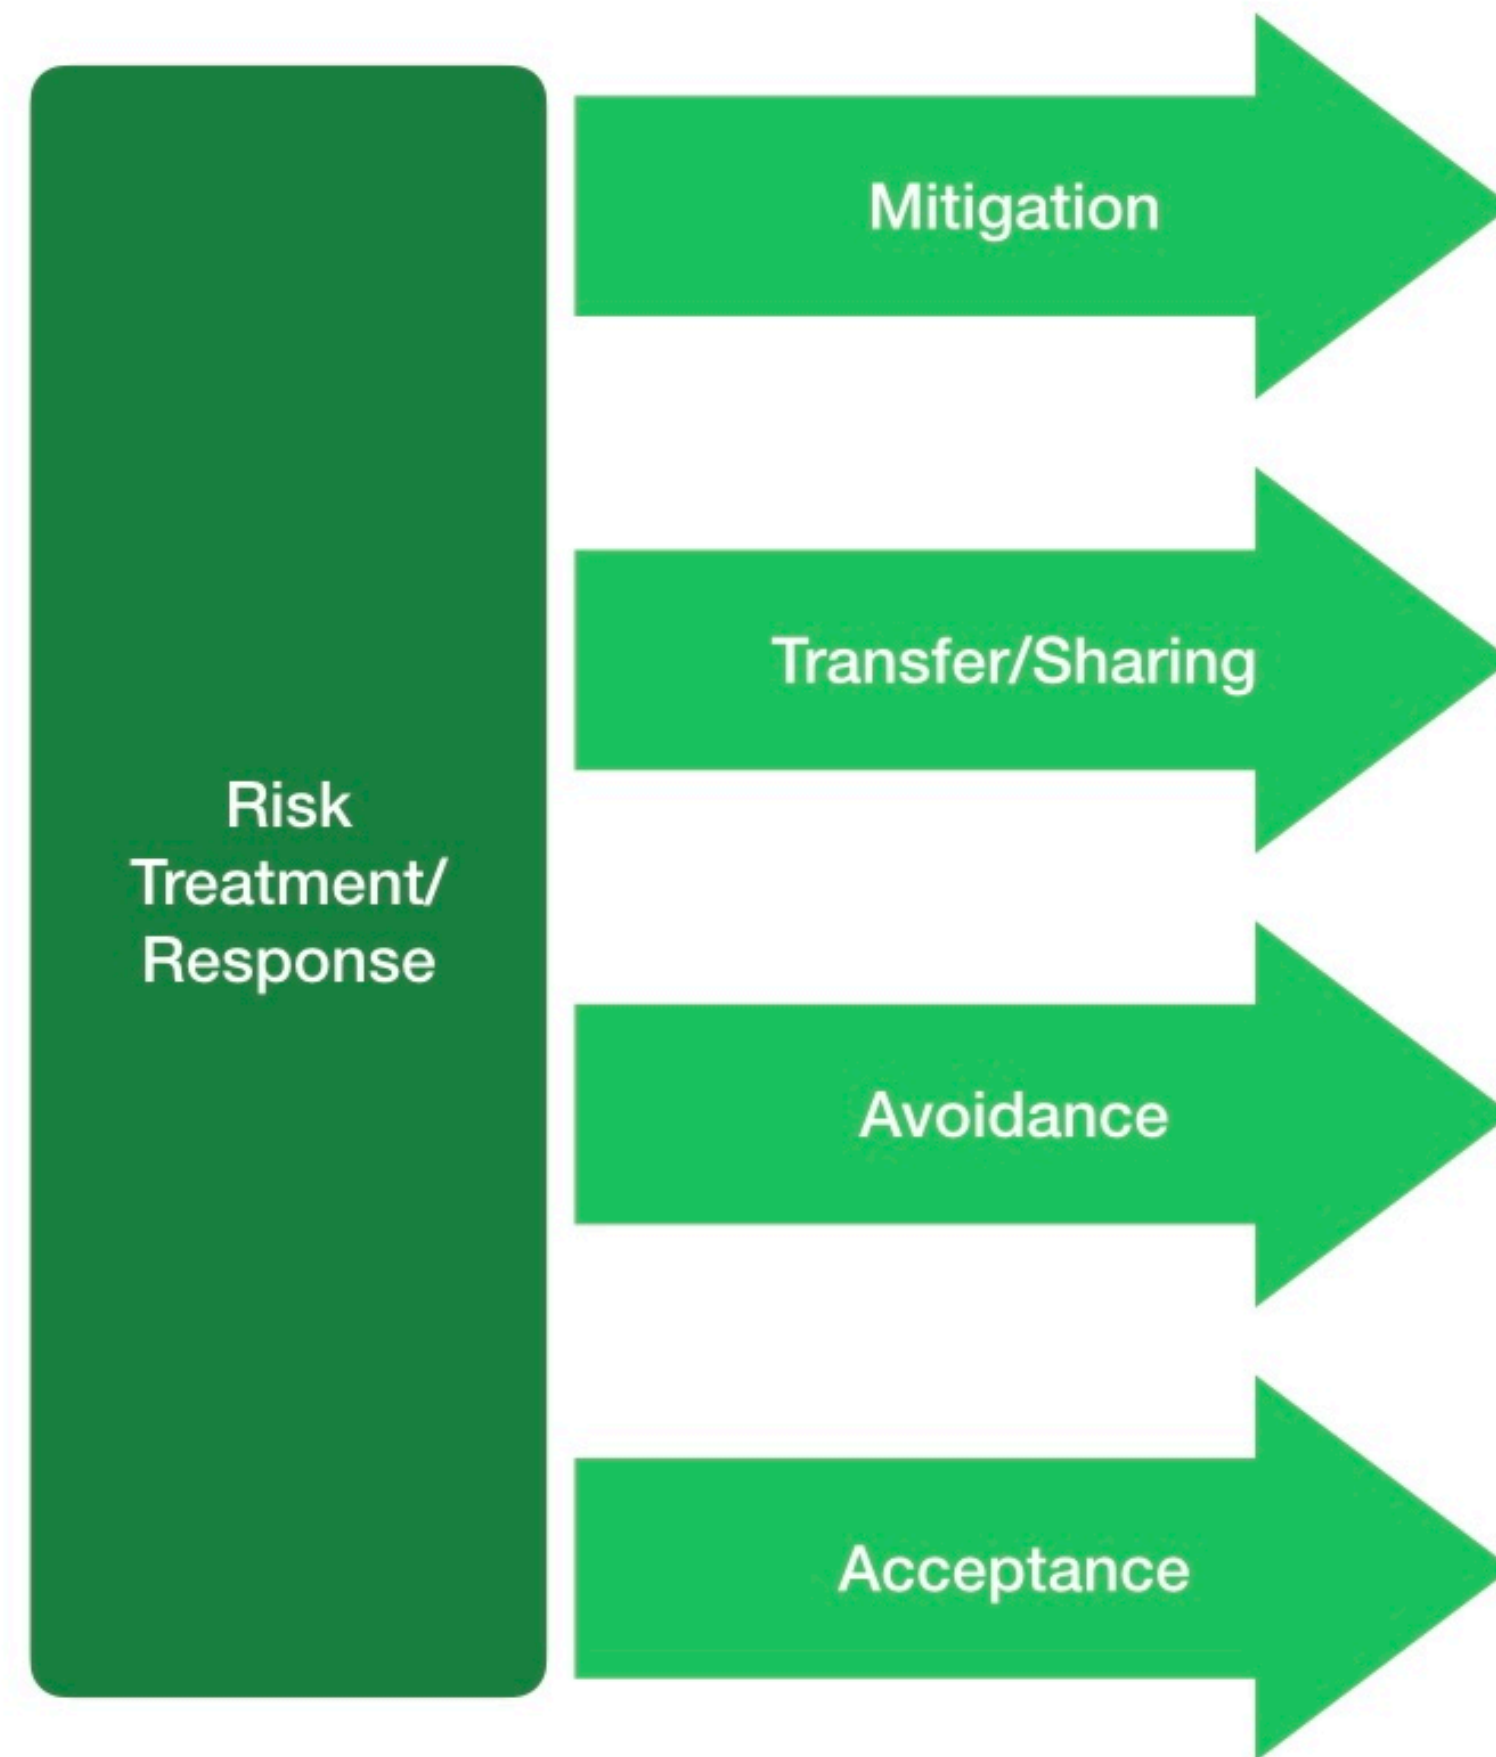 Risk
Treatment/
Response
Mitigation
Transfer/Sharing
Avoidance
Acceptance